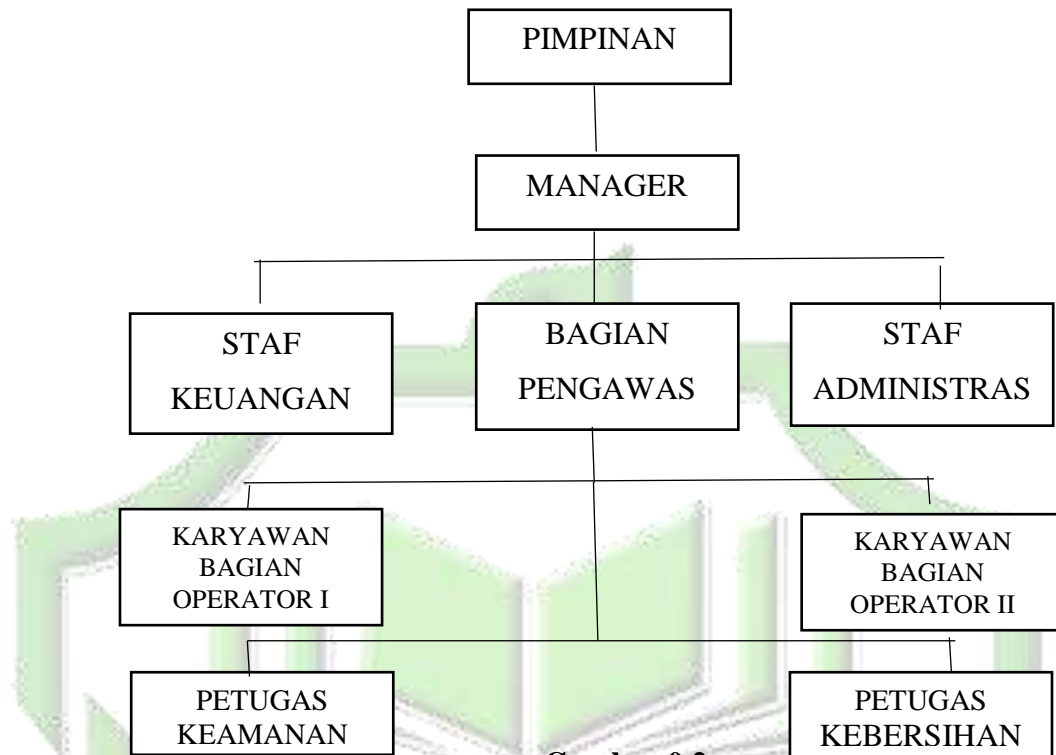 PIMPINAN
MANAGER
STAF
KEUANGAN
BAGIAN
PENGAWAS
STAF
ADMINISTRAS
KARYAWAN
BAGIAN
OPERATOR I
KARYAWAN
BAGIAN
OPERATOR II
PETUGAS
KEAMANAN
PETUGAS
KEBERSIHAN